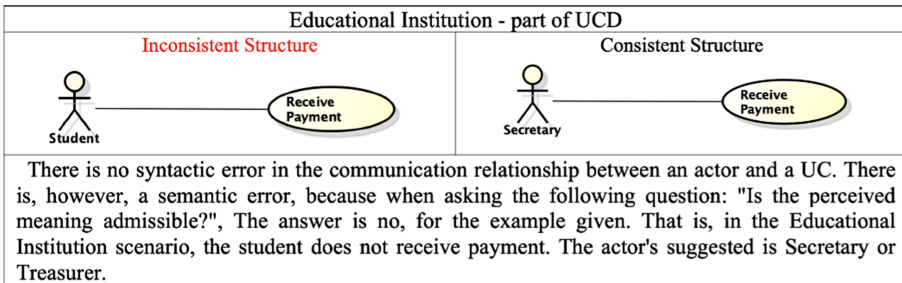 Educational Institution - part of UCD
Inconsistent Structure
Consistent Structure
Receive
Payment
Student
Receive
Payment
Secretary
There is no syntactic error in the communication relationship between an actor and a UC. There
is, however, a semantic error, because when asking the following question: "Is the perceived
meaning admissible?", The answer is no, for the example given. That is, in the Educational
Institution scenario, the student does not receive payment. The actor's suggested is Secretary or
Treasurer.